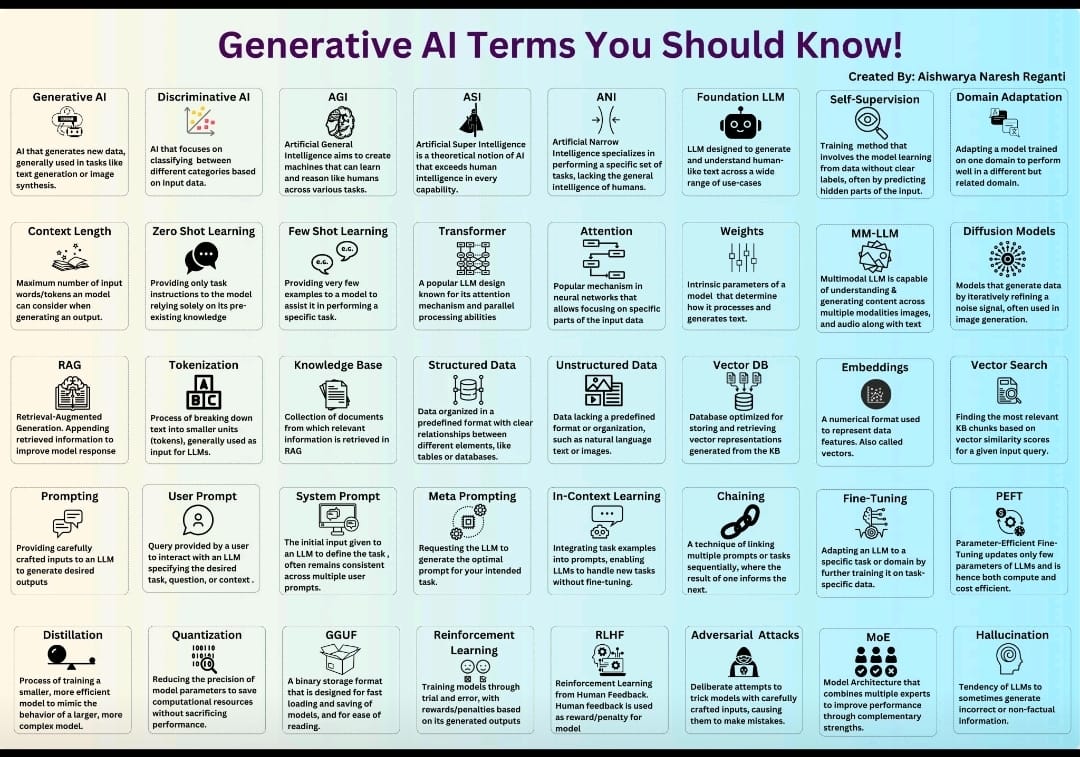 Generative AI Terms You Should Know!
Created By: Aishwarya Naresh Reganti
Generative AI
AI that generates new data,
generally used in tasks like
text generation or image
synthesis.
Discriminative AI
AI that focuses on
classifying between
different categories based
on input data.
AGI
Artificial General
Intelligence aims to create
machines that can learn
and reason like humans
across various tasks.
ASI
Artificial Super Intelligence
is a theoretical notion of AI
that exceeds human
intelligence in every
capability.
ANI
Artificial Narrow
Intelligence specializes in
performing a specific set of
tasks, lacking the general
intelligence of humans.
Foundation LLM
LLM designed to generate
and understand human-
like text across a wide
range of use-cases
Self-Supervision
Training method that
involves the model learning
from data without clear
labels, often by predicting
hidden parts of the input.
Domain Adaptation
Adapting a model trained
on one domain to perform
well in a different but
related domain.
Context Length
Maximum number of input
words/tokens an model can
consider when
generating an output.
Zero Shot Learning
Providing only task
instructions to the model
relying solely on its pre-
existing knowledge
Few Shot Learning
e.g.
e.g.
Providing very few
examples to a model to
assist it in performing a
specific task.
Transformer
A popular LLM design
known for its attention
mechanism and parallel
processing abilities
Attention
Popular mechanism in
neural networks that
allows focusing on specific
parts of the input data
Weights
Intrinsic parameters of a
model that determine
how it processes and
generates text.
MM-LLM
Multimodal LLM is capable
of understanding &
generating content across
multiple modalities images,
and audio along with text
Diffusion Models
Models that generate data
by iteratively refining a
noise signal, often used in
image generation.
RAG
Retrieval-Augmented
Generation. Appending
retrieved information to
improve model response
Tokenization
A
B C
Process of breaking down
text into smaller units
(tokens), generally used as
input for LLMs.
Knowledge Base
Collection of documents
from which relevant
information is retrieved in
RAG
Structured Data
Data organized in a
predefined format with clear
relationships between
different elements, like
tables or databases.
Unstructured Data
Data lacking a predefined
format or organization,
such as natural language
text or images.
Vector DB
Database optimized for
storing and retrieving
vector representations
generated from the KB
Embeddings
A numerical format used
to represent data
features. Also called
vectors.
Vector Search
Finding the most relevant
KB chunks based on
vector similarity scores
for a given input query.
Prompting
Providing carefully
crafted inputs to an LLM
to generate desired
outputs
User Prompt
Query provided by a user
to interact with an LLM
specifying the desired
task, question, or context .
System Prompt
The initial input given to
an LLM to define the task ,
often remains consistent
across multiple user
prompts.
Meta Prompting
Requesting the LLM to
generate the optimal
prompt for your intended
task.
In-Context Learning
Integrating task examples
into prompts, enabling
LLMs to handle new tasks
without fine-tuning.
Chaining
A technique of linking
multiple prompts or tasks
sequentially, where the
result of one informs the
next.
Fine-Tuning
Adapting an LLM to a
specific task or domain by
further training it on task-
specific data.
PEFT
Parameter-Efficient Fine-
Tuning updates only few
parameters of LLMs and is
hence both compute and
cost efficient.
Distillation
Process of training a
smaller, more efficient
model to mimic the
behavior of a larger, more
complex model.
Quantization
Reducing the precision of
model parameters to save
computational resources
without sacrificing
performance.
GGUF
A binary storage format
that is designed for fast
loading and saving of
models, and for ease of
reading.
Reinforcement
Learning
Training models through
trial and error, with
rewards/penalties based
on its generated outputs
RLHF
Reinforcement Learning
from Human Feedback.
Human feedback is used
as reward/penalty for
model
Adversarial Attacks
Deliberate attempts to
trick models with carefully
crafted inputs, causing
them to make mistakes.
MoE
Model Architecture that
combines multiple experts
to improve performance
through complementary
strengths.
Hallucination
Tendency of LLMs to
sometimes generate
incorrect or non-factual
information.